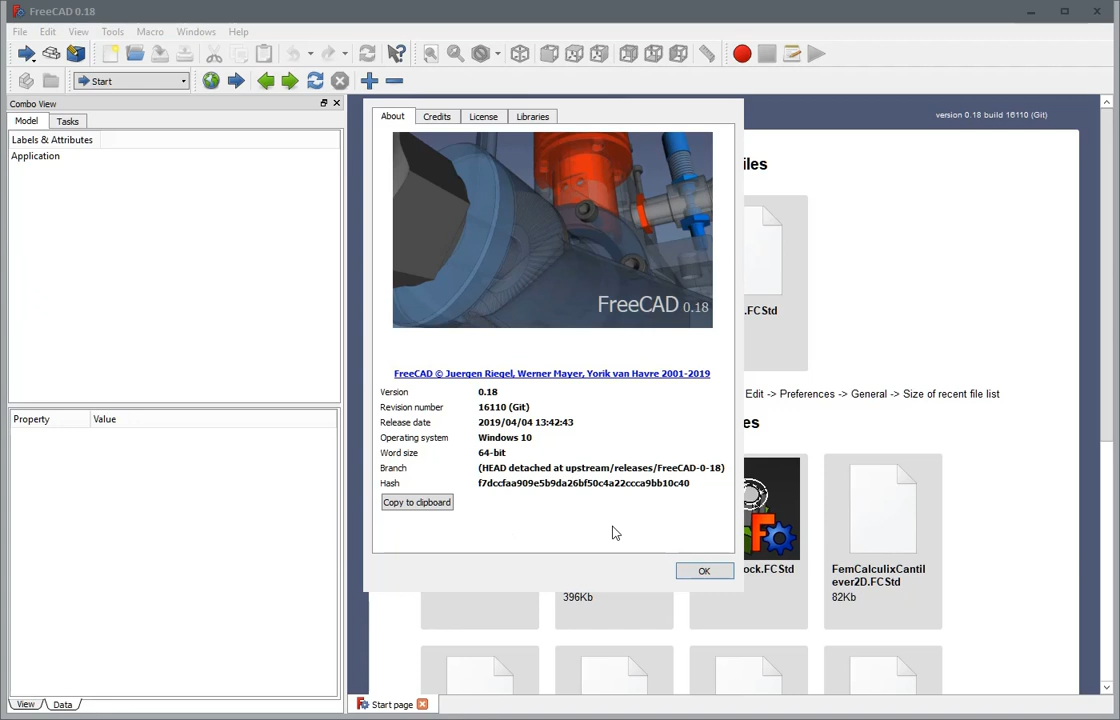 FreeCAD 0.18
File Edit View Tools Macro Windows Help
Start
Combo View
Model Tasks
Labels & Attributes
Application
Property Value
View Data
version 0.18 build 16110 (Git)
iles
.FCStd
Edit -> Preferences -> General -> Size of recent file list
es
396Kb
ock.FCStd
FemCalculixCantil
ever2D.FCStd
82Kb
About Credits License Libraries
FreeCAD 0.18
FreeCAD © Juergen Riegel, Werner Mayer, Yorik van Havre 2001-2019
Version 0.18
Revision number 16110 (Git)
Release date 2019/04/04 13:42:43
Operating system Windows 10
Word size 64-bit
Branch (HEAD detached at upstream/releases/FreeCAD-0-18)
Hash f7dccfaa909e5b9da26bf50c4a22ccca9bb10c40
Copy to clipboard
OK
Start page